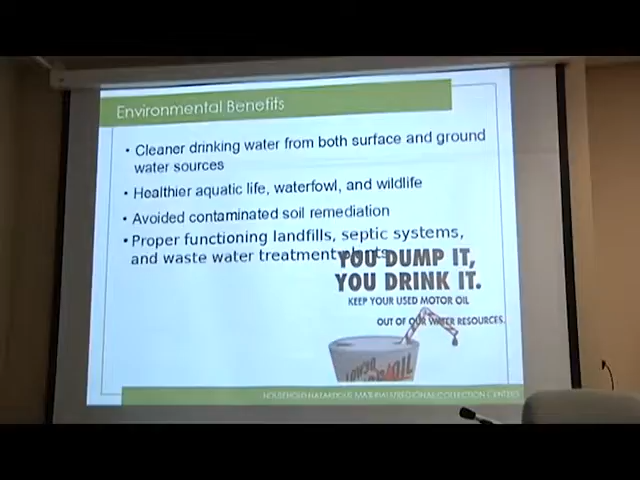 Environmental Benefits
• Cleaner drinking water from both surface and ground
water sources
• Healthier aquatic life, waterfowl, and wildlife
• Avoided contaminated soil remediation
• Proper functioning landfills, septic systems,
and waste water treatment plants
YOU DUMP IT,
YOU DRINK IT.
KEEP YOUR USED MOTOR OIL
OUT OF OUR WATER RESOURCES.
OIL
HOUSEHOLD HAZARDOUS MATERIALS REGIONAL COLLECTION CENTERS